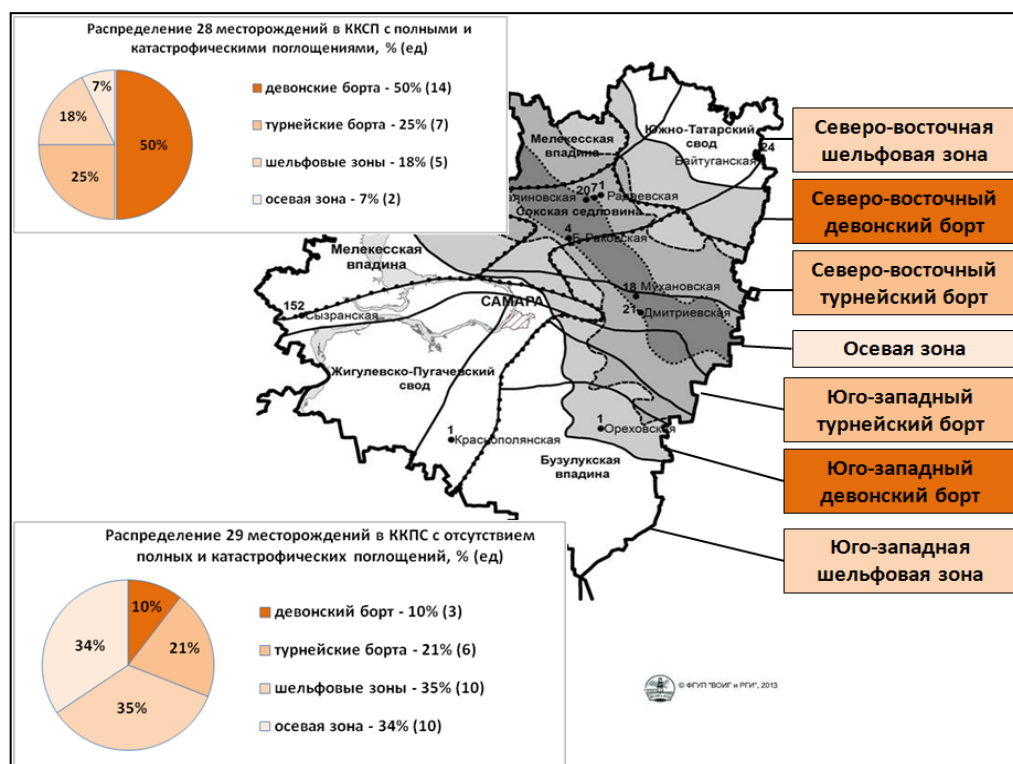 Распределение 28 месторождений в ККСП с полными и
катастрофическими поглощениями, % (ед)
7%
18%
50%
25%
девонские борта - 50% (14)
турнейские борта - 25% (7)
шельфовые зоны - 18% (5)
осевая зона - 7% (2)
Мелекесская
впадина
Южно-Татарский
свод
24
Байтуганская
20
71
Радаевская
Сокская седловина
4
Б-Раковская
Мелекесская
впадина
18
Мухановская
152
САМАРА
21
Дмитриевская
Сызранская
Жигулевско-Пугачевский
свод
1
Краснополянская
1
Ореховская
Бузулукская
впадина
Северо-восточная
шельфовая зона
Северо-восточный
девонский борт
Северо-восточный
турнейский борт
Осевая зона
Юго-западный
турнейский борт
Юго-западный
девонский борт
Юго-западная
шельфовая зона
Распределение 29 месторождений в ККПС с отсутствием
полных и катастрофических поглощений, % (ед)
10%
34%
21%
35%
девонский борт - 10% (3)
турнейские борта - 21% (6)
шельфовые зоны - 35% (10)
осевая зона - 34% (10)
© ФГУП "ВОИГ и РГИ", 2013